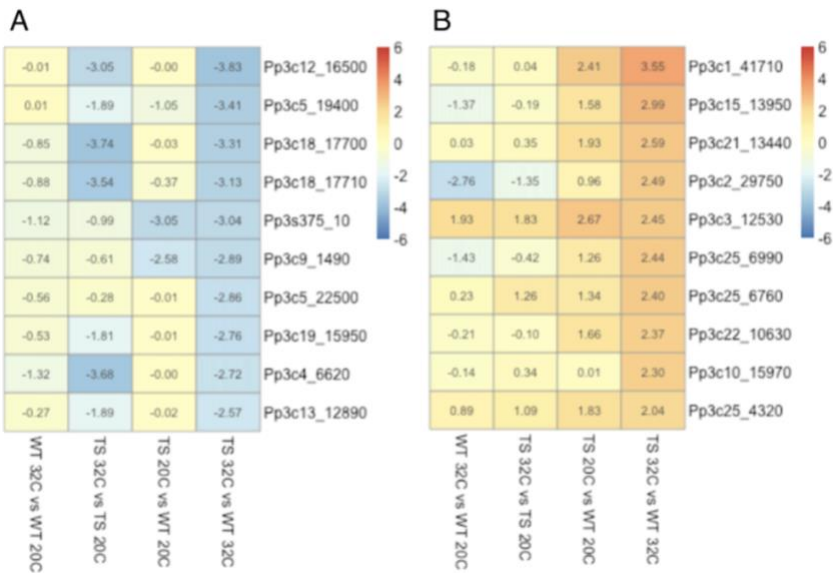 A
-0.01 -3.05 -0.00 -3.83 Pp3c12_16500
0.01 -1.89 -1.05 -3.41 Pp3c5_19400
-0.85 -3.74 -0.03 -3.31 Pp3c18_17700
-0.88 -3.54 -0.37 -3.13 Pp3c18_17710
-1.12 -0.99 -3.05 -3.04 Pp3s375_10
-0.74 -0.61 -2.58 -2.89 Pp3c9_1490
-0.56 -0.28 -0.01 -2.86 Pp3c5_22500
-0.53 -1.81 -0.01 -2.76 Pp3c19_15950
-1.32 -3.68 -0.00 -2.72 Pp3c4_6620
-0.27 -1.89 -0.02 -2.57 Pp3c13_12890
WT 32C vs WT 20C
TS 32C vs TS 20C
TS 20C vs WT 20C
TS 32C vs WT 32C
6
4
2
0
-2
-4
-6
B
-0.18 0.04 2.41 3.55 Pp3c1_41710
-1.37 -0.19 1.58 2.99 Pp3c15_13950
0.03 0.35 1.93 2.59 Pp3c21_13440
-2.76 -1.35 0.96 2.49 Pp3c2_29750
1.93 1.83 2.67 2.45 Pp3c3_12530
-1.43 -0.42 1.26 2.44 Pp3c25_6990
0.23 1.26 1.34 2.40 Pp3c25_6760
-0.21 -0.10 1.66 2.37 Pp3c22_10630
-0.14 0.34 0.01 2.30 Pp3c10_15970
0.89 1.09 1.83 2.04 Pp3c25_4320
WT 32C vs WT 20C
TS 32C vs TS 20C
TS 20C vs WT 20C
TS 32C vs WT 32C
6
4
2
0
-2
-4
-6